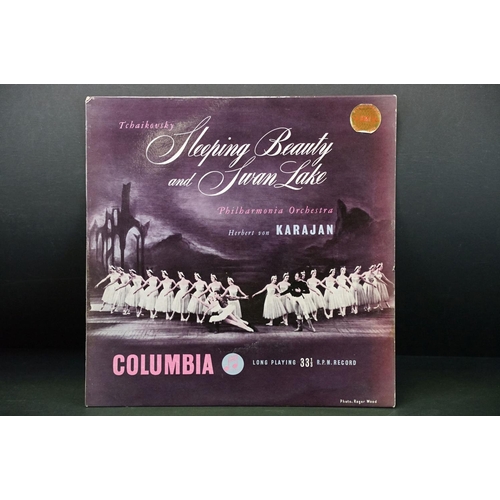 Tchaikovsky
Sleeping Beauty
and Swan Lake
Philharmonia Orchestra
Herbert von KARAJAN
COLUMBIA LONG PLAYING 33⅓ R.P.M. RECORD
Photo, Roger Wood